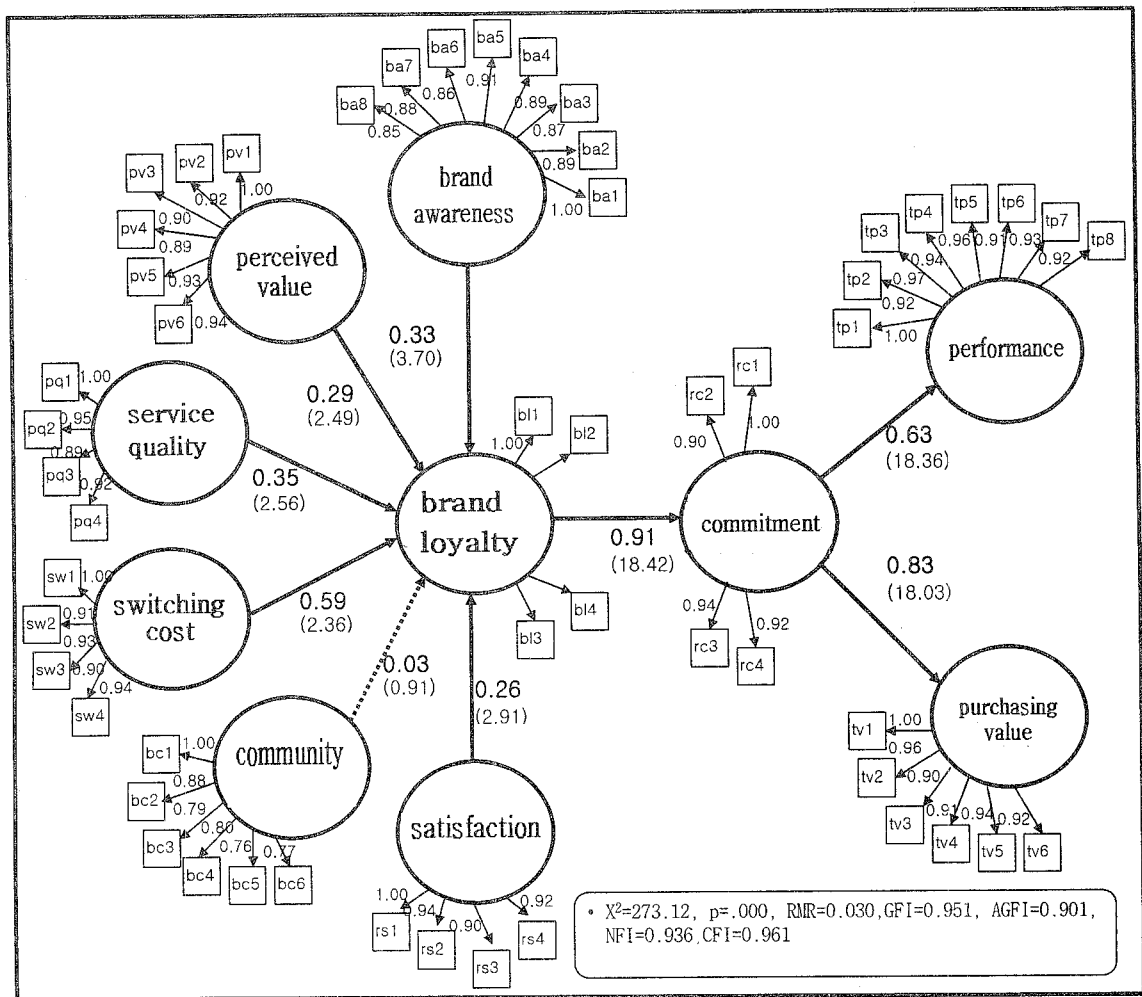 ba8
0.85
ba7
0.88
ba6
0.86
ba5
0.91
ba4
0.89
ba3
0.87
ba2
0.89
ba1
1.00
brand
awareness
pv1
1.00
pv2
0.92
pv3
0.90
pv4
0.89
pv5
0.93
pv6
0.94
perceived
value
0.33
(3.70)
0.29
(2.49)
pq1
1.00
pq2
0.95
pq3
0.89
pq4
0.92
service
quality
0.35
(2.56)
sw1
1.00
sw2
0.91
sw3
0.93
0.90
sw4
0.94
switching
cost
0.59
(2.36)
bc1
1.00
bc2
0.88
bc3
0.79
bc4
0.80
bc5
0.76
bc6
0.77
community
0.03
(0.91)
satisfaction
0.26
(2.91)
rs1
1.00
rs2
0.94
rs3
0.90
rs4
0.92
brand
loyalty
bl1
1.00
bl2
bl3
bl4
0.91
(18.42)
commitment
rc1
1.00
rc2
0.90
rc3
0.94
rc4
0.92
0.63
(18.36)
0.83
(18.03)
performance
tp1
1.00
tp2
0.92
tp3
0.97
tp4
0.94
tp5
0.96
tp6
0.91
tp7
0.93
tp8
0.92
purchasing
value
tv1
1.00
tv2
0.96
tv3
0.90
tv4
0.91
tv5
0.94
tv6
0.92
• X²=273.12, p=.000, RMR=0.030,GFI=0.951, AGFI=0.901,
NFI=0.936,CFI=0.961